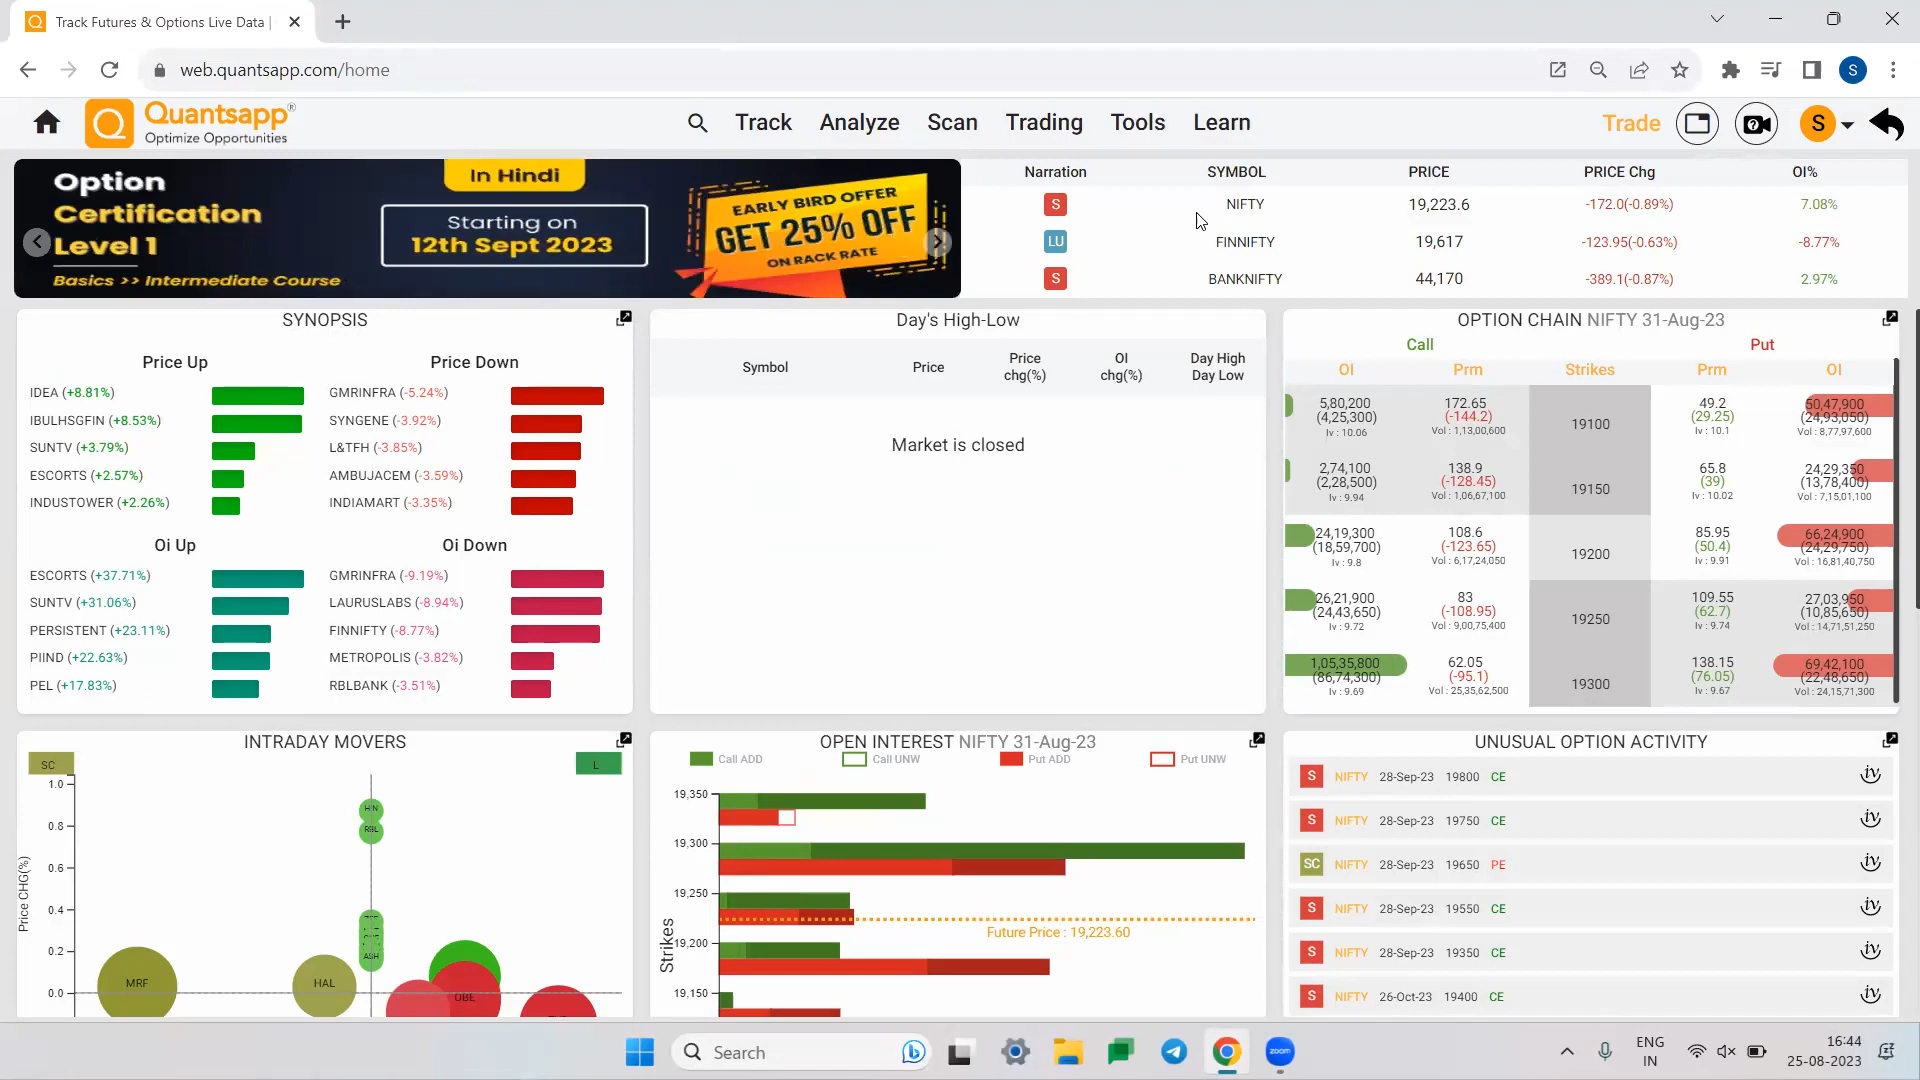 Track Futures & Options Live Data |
web.quantsapp.com/home
S
Quantsapp®
Optimize Opportunities
Track Analyze Scan Trading Tools Learn
Trade
S
Option
Certification
Level 1
Basics >> Intermediate Course
In Hindi
Starting on
12th Sept 2023
EARLY BIRD OFFER
GET 25% OFF
ON RACK RATE
Narration SYMBOL PRICE PRICE Chg OI%
S NIFTY 19,223.6 -172.0(-0.89%) 7.08%
LU FINNIFTY 19,617 -123.95(-0.63%) -8.77%
S BANKNIFTY 44,170 -389.1(-0.87%) 2.97%
SYNOPSIS
Price Up Price Down
IDEA (+8.81%) GMRINFRA (-5.24%)
IBULHSGFIN (+8.53%) SYNGENE (-3.92%)
SUNTV (+3.79%) L&TFH (-3.85%)
ESCORTS (+2.57%) AMBUJACEM (-3.59%)
INDUSTOWER (+2.26%) INDIAMART (-3.35%)
Oi Up Oi Down
ESCORTS (+37.71%) GMRINFRA (-9.19%)
SUNTV (+31.06%) LAURUSLABS (-8.94%)
PERSISTENT (+23.11%) FINNIFTY (-8.77%)
PIIND (+22.63%) METROPOLIS (-3.82%)
PEL (+17.83%) RBLBANK (-3.51%)
Day's High-Low
Symbol Price Price chg(%) OI chg(%) Day High Day Low
Market is closed
OPTION CHAIN NIFTY 31-Aug-23
Call Put
OI Prm Strikes Prm OI
5,80,200 172.65 49.2 50,47,900
(4,25,300) (-144.2) 19100 (29.25) (24,93,050)
Iv : 10.06 Vol : 1,13,00,600 Iv : 10.1 Vol : 8,77,97,600
2,74,100 138.9 65.8 24,29,350
(2,28,500) (-128.45) 19150 (39) (13,78,400)
Iv : 9.94 Vol : 1,06,67,100 Iv : 10.02 Vol : 7,15,01,100
24,19,300 108.6 85.95 66,24,900
(18,59,700) (-123.65) 19200 (50.4) (24,29,750)
Iv : 9.8 Vol : 6,17,24,050 Iv : 9.91 Vol : 16,81,40,750
26,21,900 83 109.55 27,03,950
(24,43,650) (-108.95) 19250 (62.7) (10,85,650)
Iv : 9.72 Vol : 9,00,75,400 Iv : 9.74 Vol : 14,71,51,250
1,05,35,800 62.05 138.15 69,42,100
(86,74,300) (-95.1) 19300 (76.05) (22,48,650)
Iv : 9.69 Vol : 25,35,62,500 Iv : 9.67 Vol : 24,15,71,300
INTRADAY MOVERS
SC L
1.0
0.8
0.6
0.4
0.2
0.0
Price CHG(%)
RBL
ASH
MRF HAL OBE
OPEN INTEREST NIFTY 31-Aug-23
Call ADD Call UNW Put ADD Put UNW
19,350
19,300
19,250
19,200
19,150
Strikes
Future Price : 19,223.60
UNUSUAL OPTION ACTIVITY
S NIFTY 28-Sep-23 19800 CE iv
S NIFTY 28-Sep-23 19750 CE iv
SC NIFTY 28-Sep-23 19650 PE iv
S NIFTY 28-Sep-23 19550 CE iv
S NIFTY 28-Sep-23 19350 CE iv
S NIFTY 26-Oct-23 19400 CE iv
Search
zoom
ENG
IN
16:44
25-08-2023